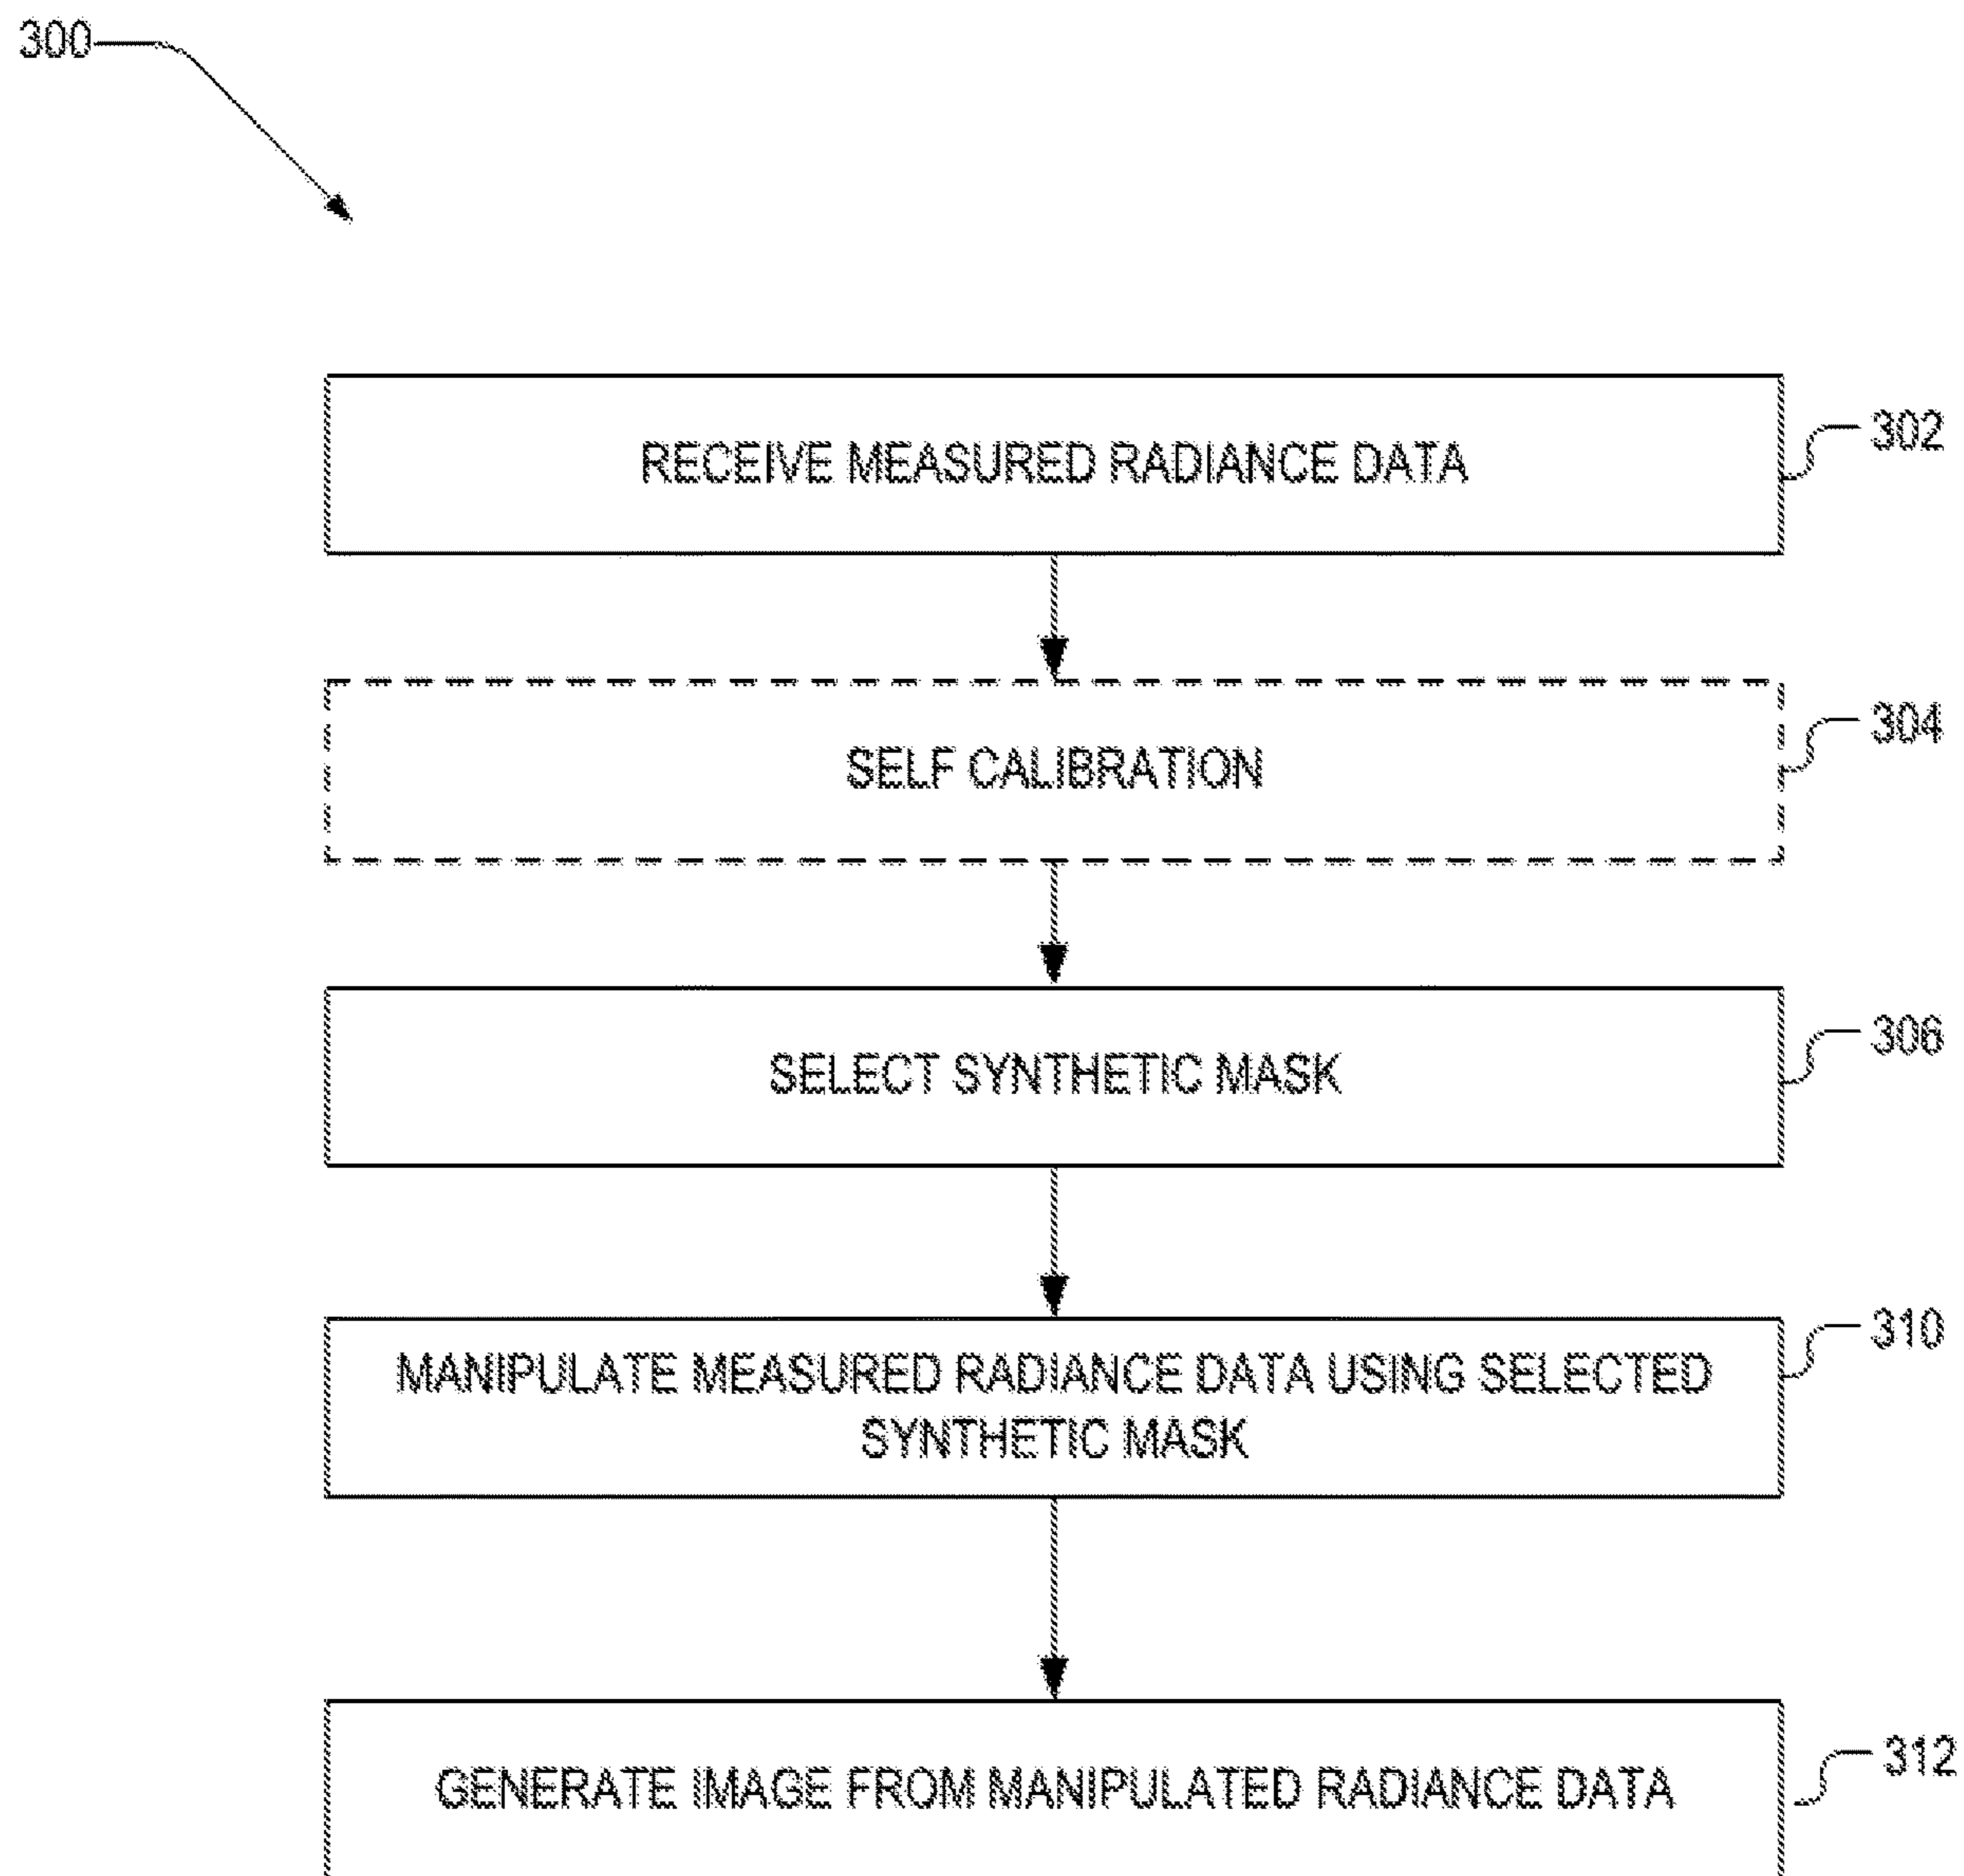 300
RECEIVE MEASURED RADIANCE DATA
302
SELF CALIBRATION
304
SELECT SYNTHETIC MASK
306
MANIPULATE MEASURED RADIANCE DATA USING SELECTED
SYNTHETIC MASK
310
GENERATE IMAGE FROM MANIPULATED RADIANCE DATA
312